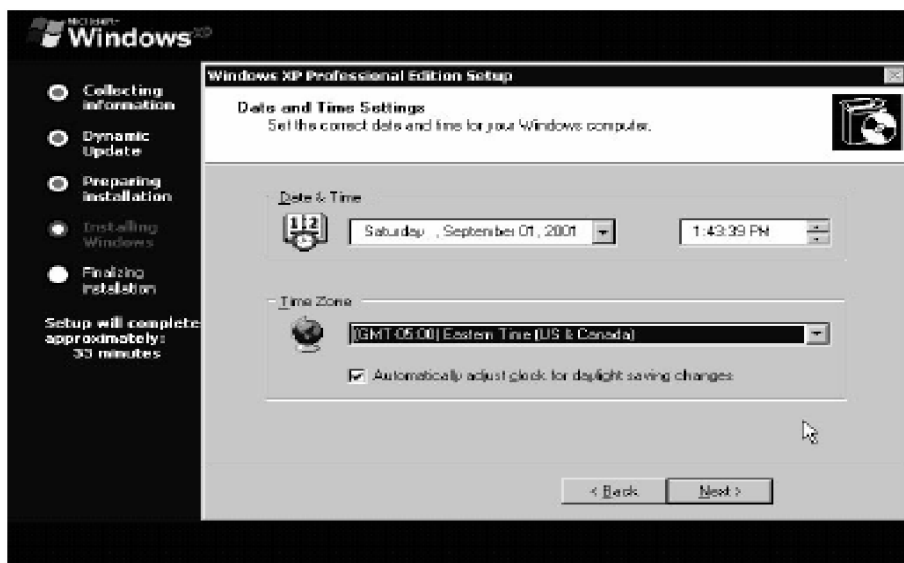 Microsoft
Windows XP
Collecting
information
Dynamic
Update
Preparing
installation
Installing
Windows
Finalizing
installation
Setup will complete
approximately:
33 minutes
Windows XP Professional Edition Setup
Date and Time Settings
Set the correct date and time for your Windows computer.
Date & Time
Saturday , September 01, 2001
1:43:39 PM
Time Zone
(GMT-05:00) Eastern Time (US & Canada)
Automatically adjust clock for daylight saving changes
< Back
Next >